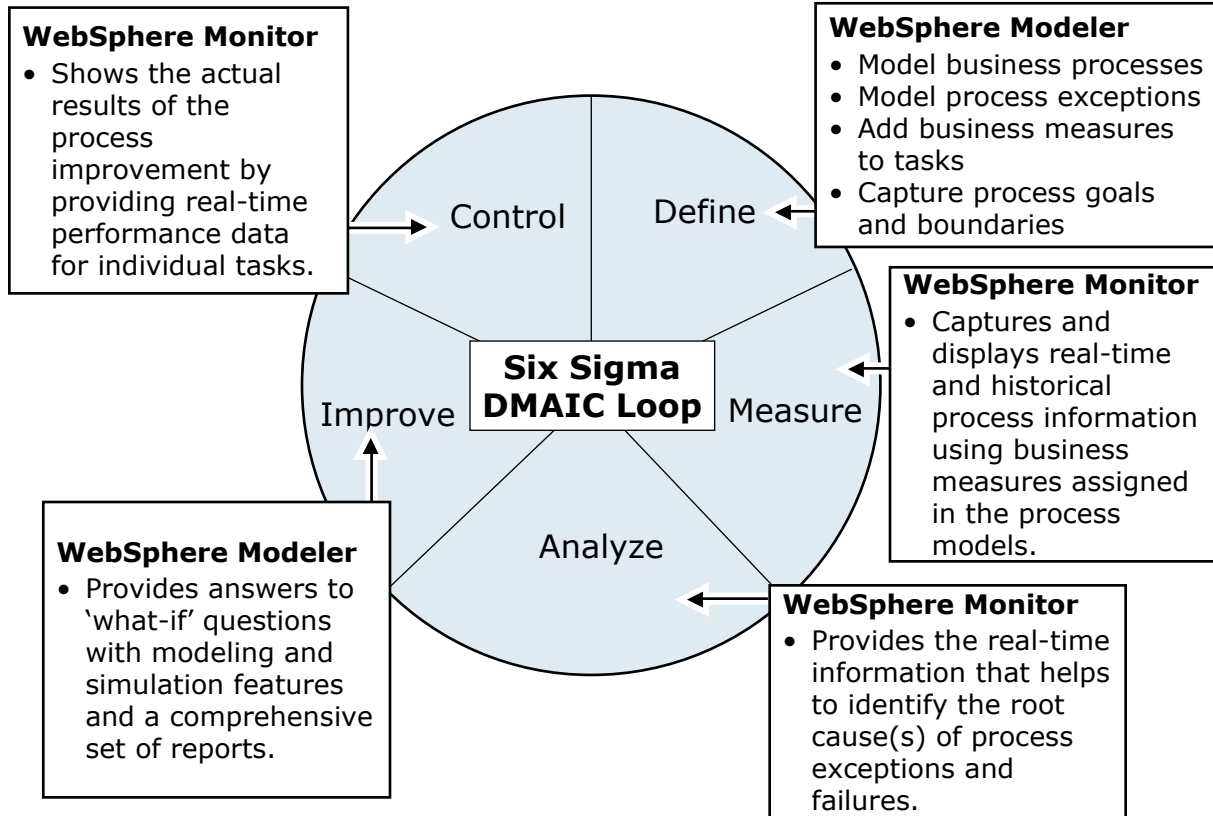 WebSphere Monitor
• Shows the actual
results of the
process
improvement by
providing real-time
performance data
for individual tasks.
WebSphere Modeler
• Model business processes
• Model process exceptions
• Add business measures
to tasks
• Capture process goals
and boundaries
Control
Define
WebSphere Monitor
• Captures and
displays real-time
and historical
process information
using business
measures assigned
in the process
models.
Six Sigma
DMAIC Loop
Improve
Measure
Analyze
WebSphere Modeler
• Provides answers to
‘what-if’ questions
with modeling and
simulation features
and a comprehensive
set of reports.
WebSphere Monitor
• Provides the real-time
information that helps
to identify the root
cause(s) of process
exceptions and
failures.